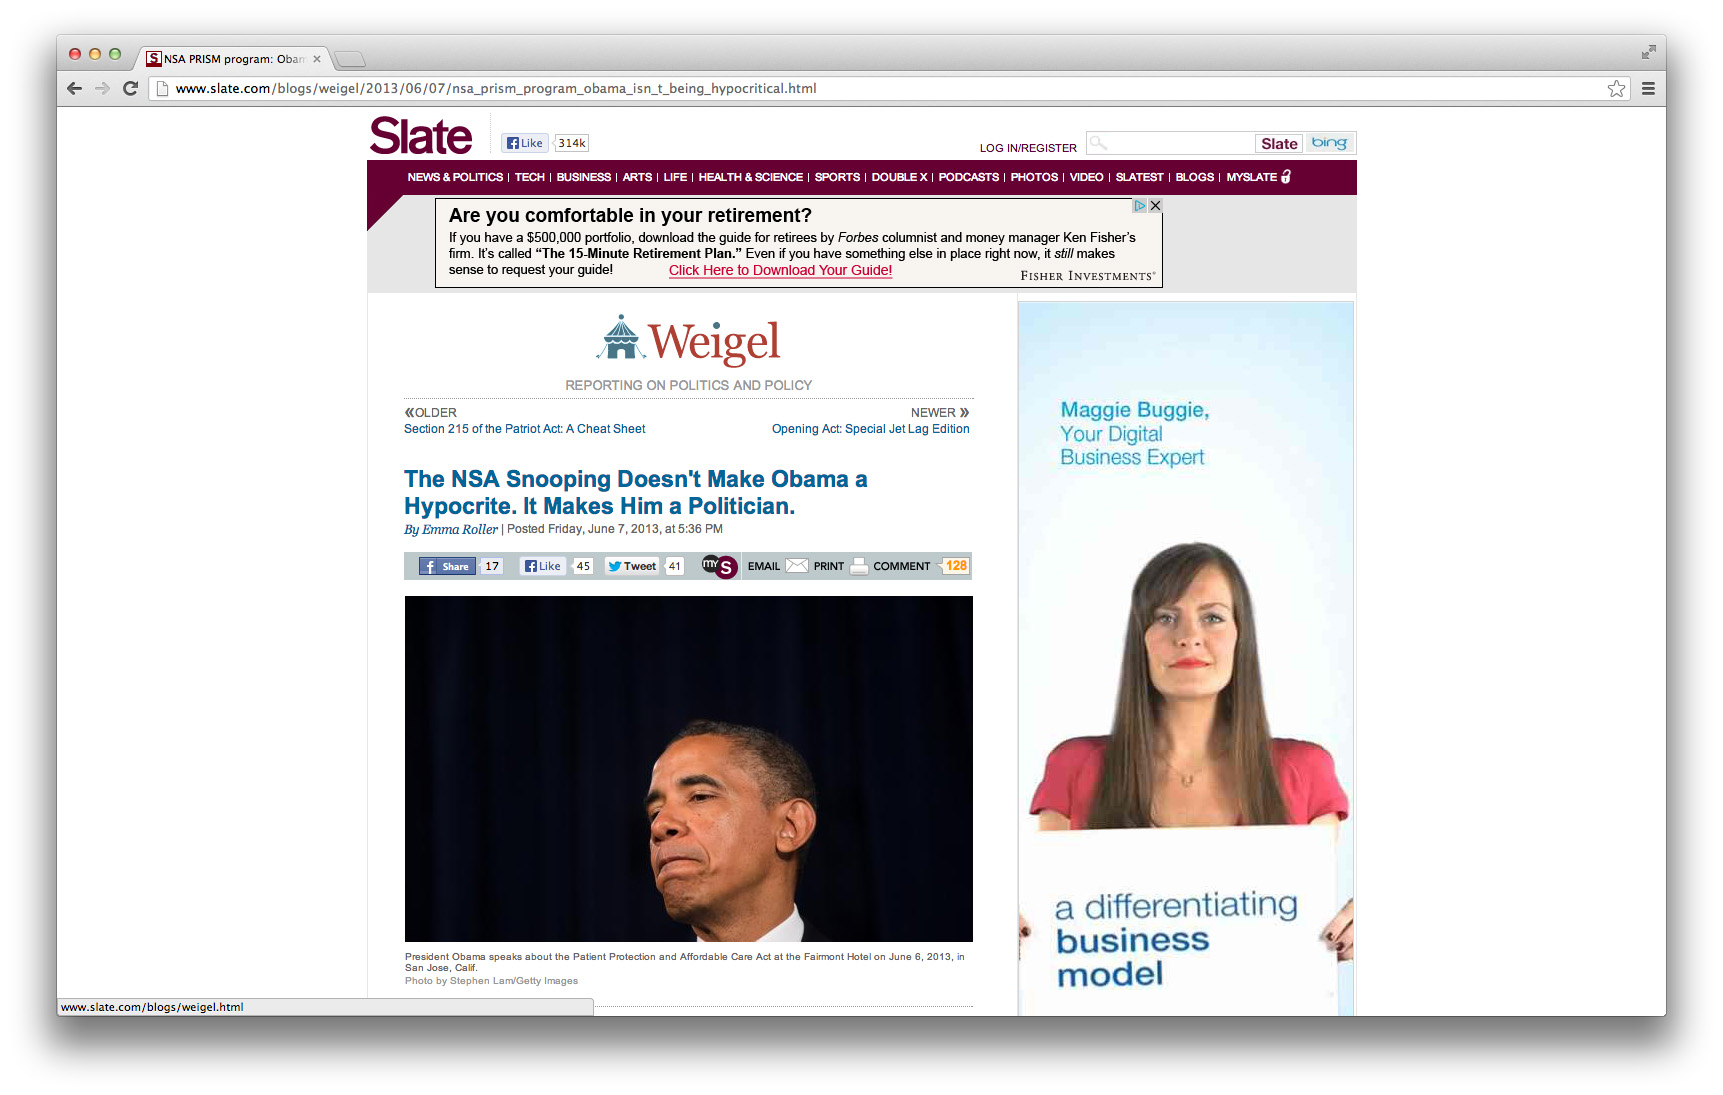 NSA PRISM program: Obam
www.slate.com/blogs/weigel/2013/06/07/nsa_prism_program_obama_isn_t_being_hypocritical.html
Slate
Like 314k
LOG IN/REGISTER
Slate bing
NEWS & POLITICS | TECH | BUSINESS | ARTS | LIFE | HEALTH & SCIENCE | SPORTS | DOUBLE X | PODCASTS | PHOTOS | VIDEO | SLATEST | BLOGS | MYSLATE
Are you comfortable in your retirement?
If you have a $500,000 portfolio, download the guide for retirees by Forbes columnist and money manager Ken Fisher's
firm. It's called “The 15-Minute Retirement Plan.” Even if you have something else in place right now, it still makes
sense to request your guide! Click Here to Download Your Guide! FISHER INVESTMENTS®
Weigel
REPORTING ON POLITICS AND POLICY
«OLDER
Section 215 of the Patriot Act: A Cheat Sheet
NEWER »
Opening Act: Special Jet Lag Edition
The NSA Snooping Doesn't Make Obama a
Hypocrite. It Makes Him a Politician.
By Emma Roller | Posted Friday, June 7, 2013, at 5:36 PM
Share 17 Like 45 Tweet 41 my S EMAIL PRINT COMMENT 128
President Obama speaks about the Patient Protection and Affordable Care Act at the Fairmont Hotel on June 6, 2013, in
San Jose, Calif.
Photo by Stephen Lam/Getty Images
Maggie Buggie,
Your Digital
Business Expert
a differentiating
business
model
www.slate.com/blogs/weigel.html